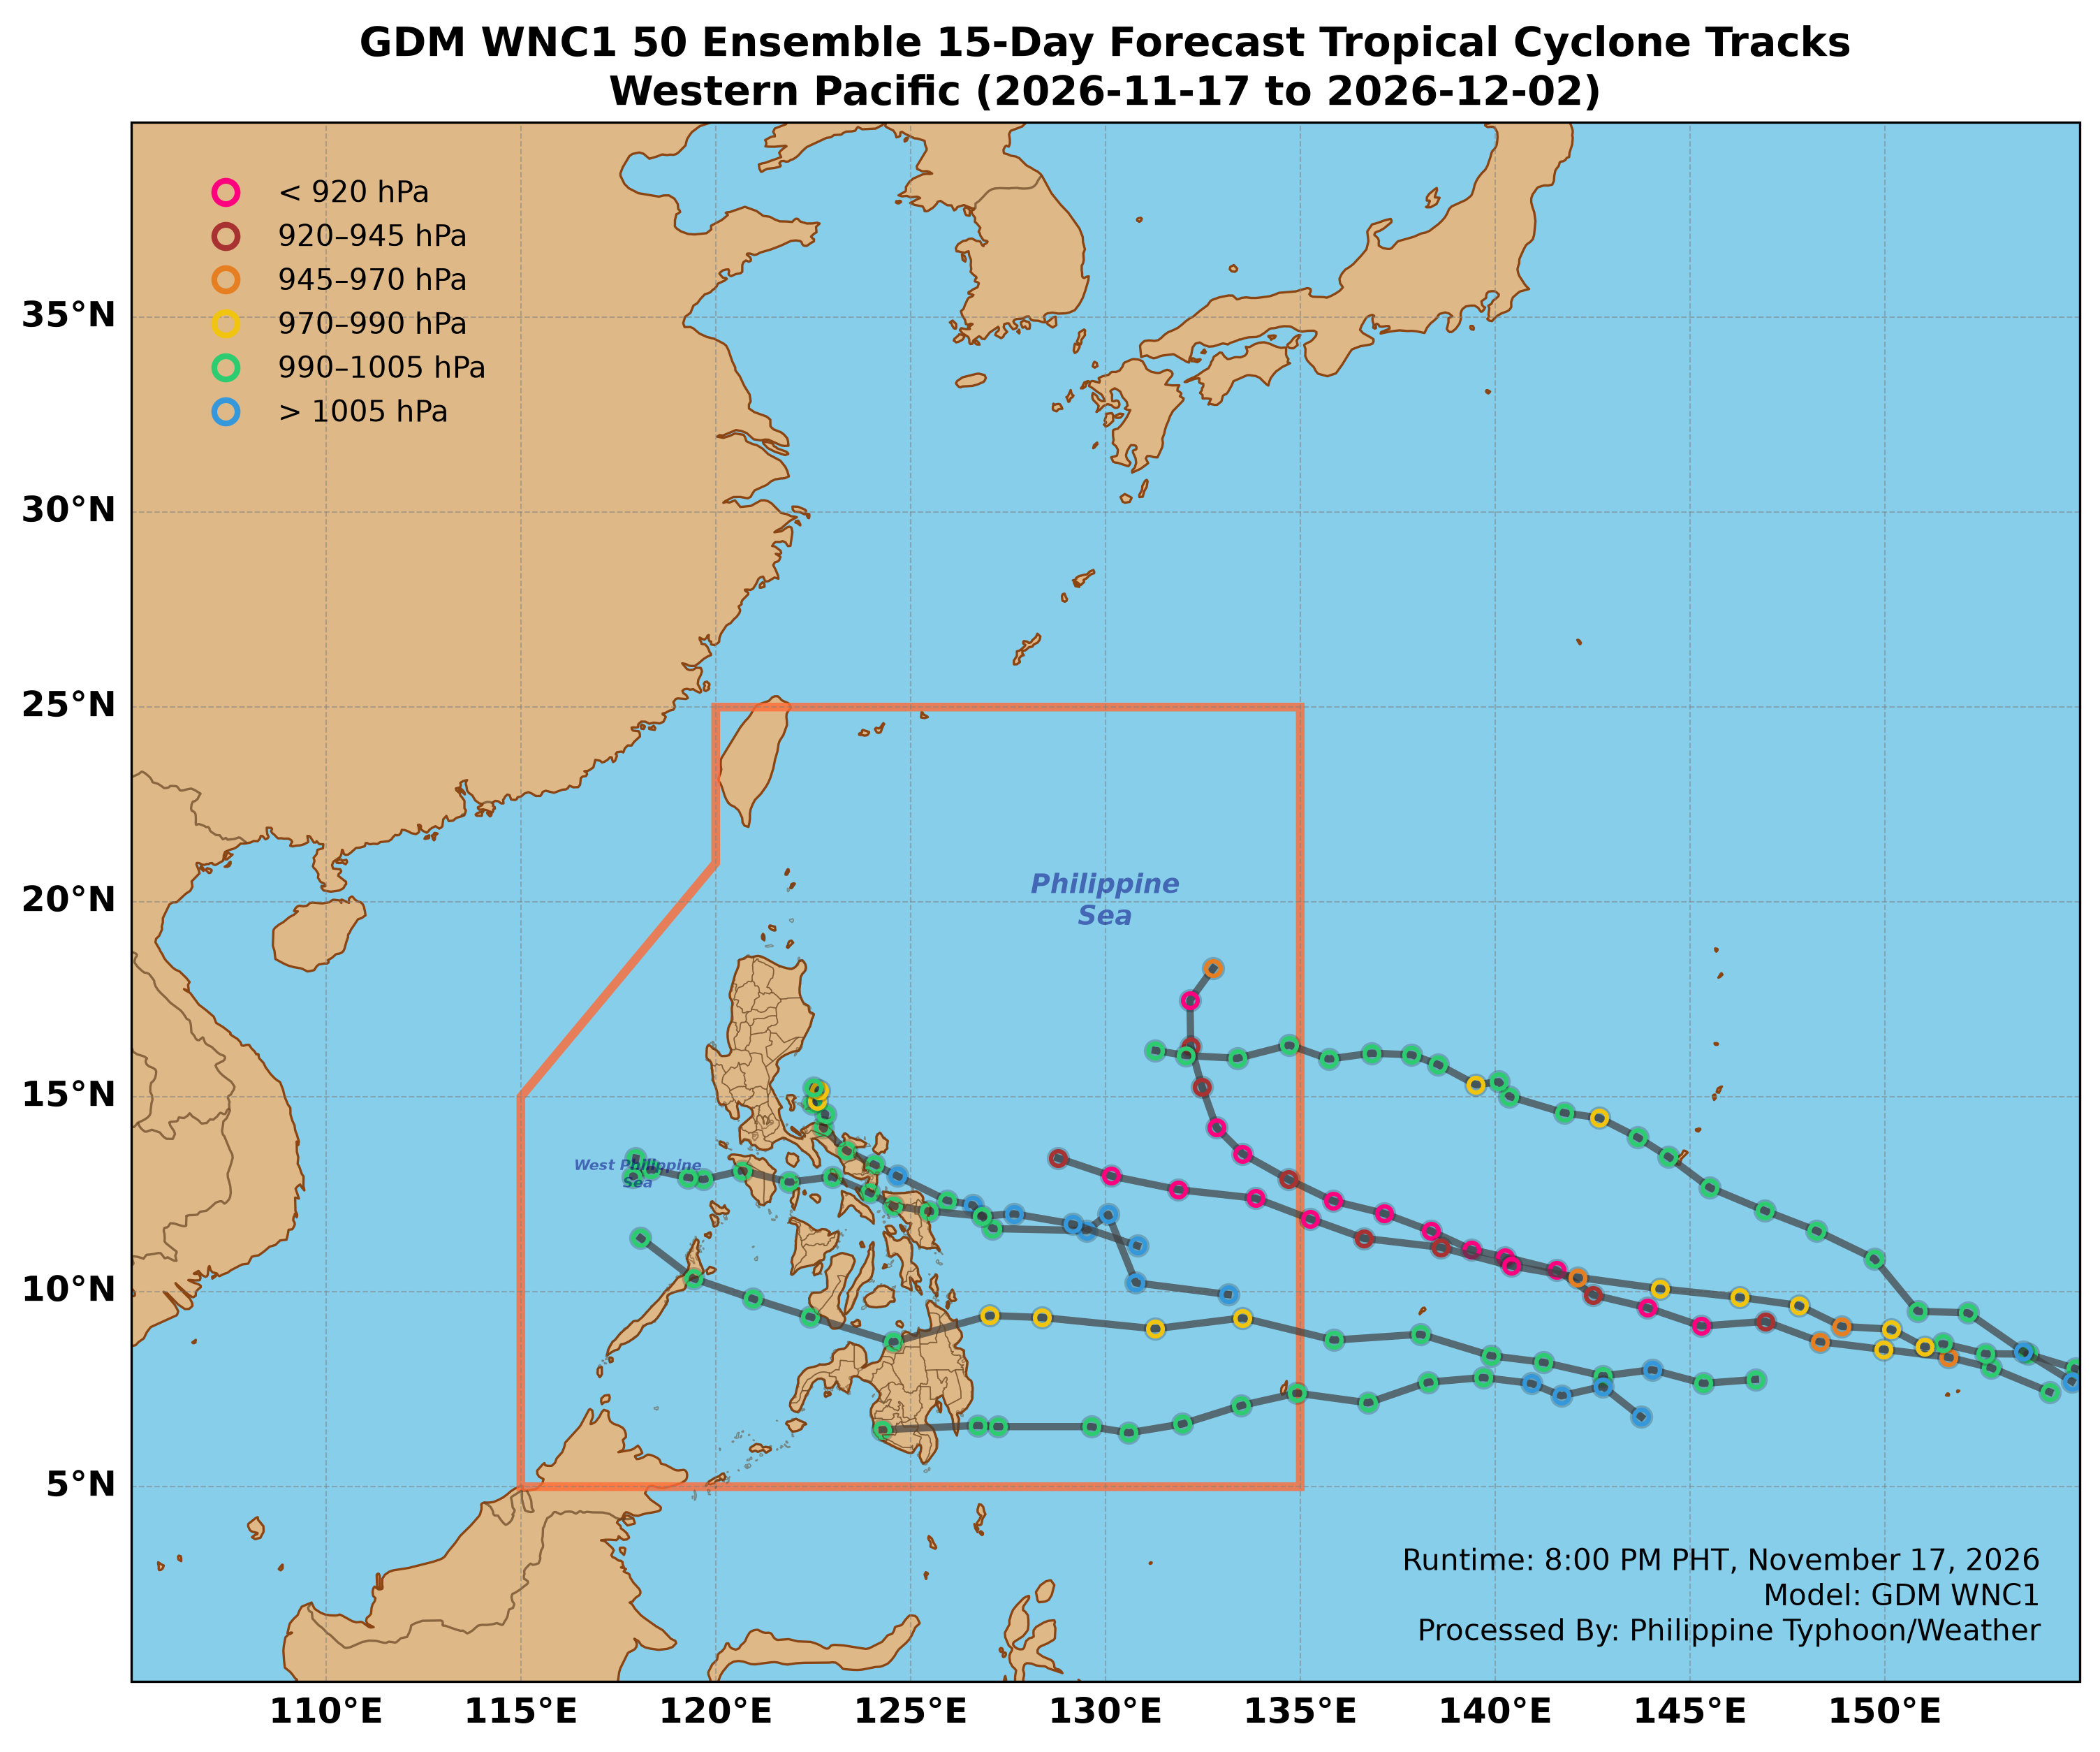 GDM WNC1 50 Ensemble 15-Day Forecast Tropical Cyclone Tracks
Western Pacific (2026-11-17 to 2026-12-02)
< 920 hPa
920–945 hPa
945–970 hPa
970–990 hPa
990–1005 hPa
> 1005 hPa
35°N
30°N
25°N
20°N
15°N
10°N
5°N
Philippine
Sea
West Philippine
Sea
Runtime: 8:00 PM PHT, November 17, 2026
Model: GDM WNC1
Processed By: Philippine Typhoon/Weather
110°E
115°E
120°E
125°E
130°E
135°E
140°E
145°E
150°E